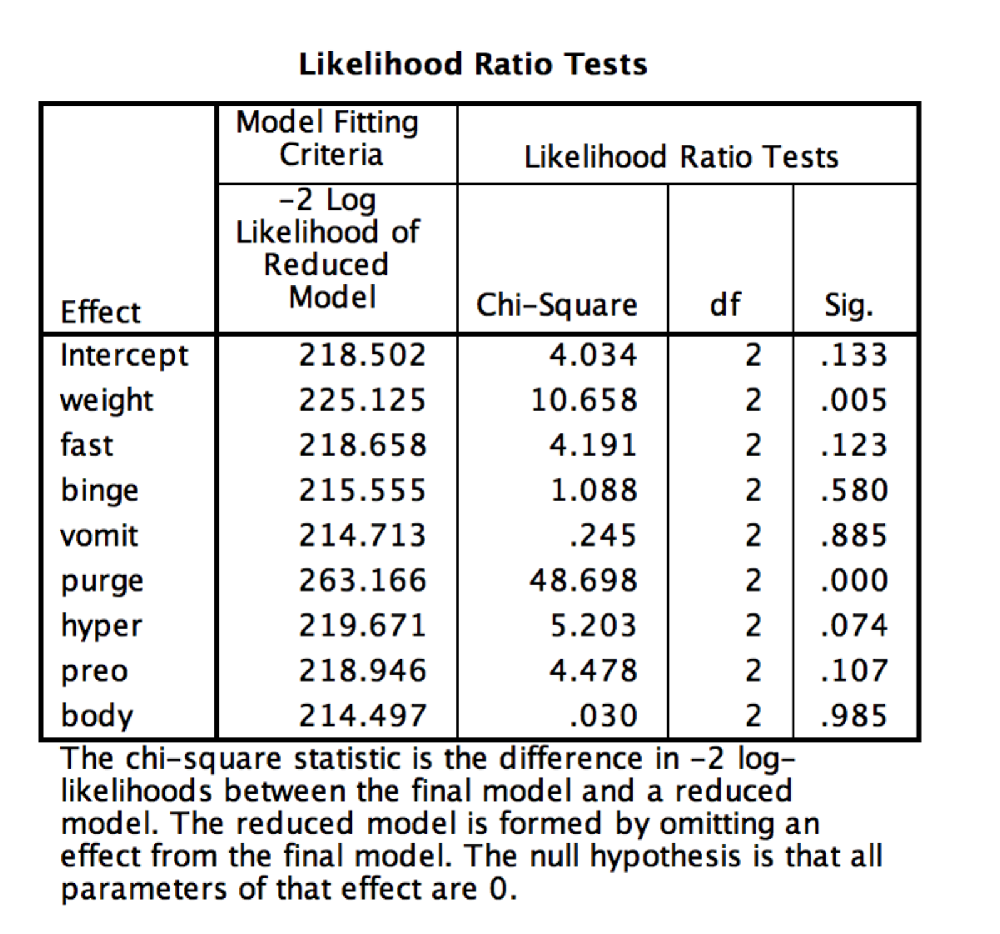 Likelihood Ratio Tests
Model Fitting
Criteria
Likelihood Ratio Tests
-2 Log
Likelihood of
Reduced
Model
Effect Chi-Square df Sig.
Intercept 218.502 4.034 2 .133
weight 225.125 10.658 2 .005
fast 218.658 4.191 2 .123
binge 215.555 1.088 2 .580
vomit 214.713 .245 2 .885
purge 263.166 48.698 2 .000
hyper 219.671 5.203 2 .074
preo 218.946 4.478 2 .107
body 214.497 .030 2 .985
The chi-square statistic is the difference in -2 log-
likelihoods between the final model and a reduced
model. The reduced model is formed by omitting an
effect from the final model. The null hypothesis is that all
parameters of that effect are 0.